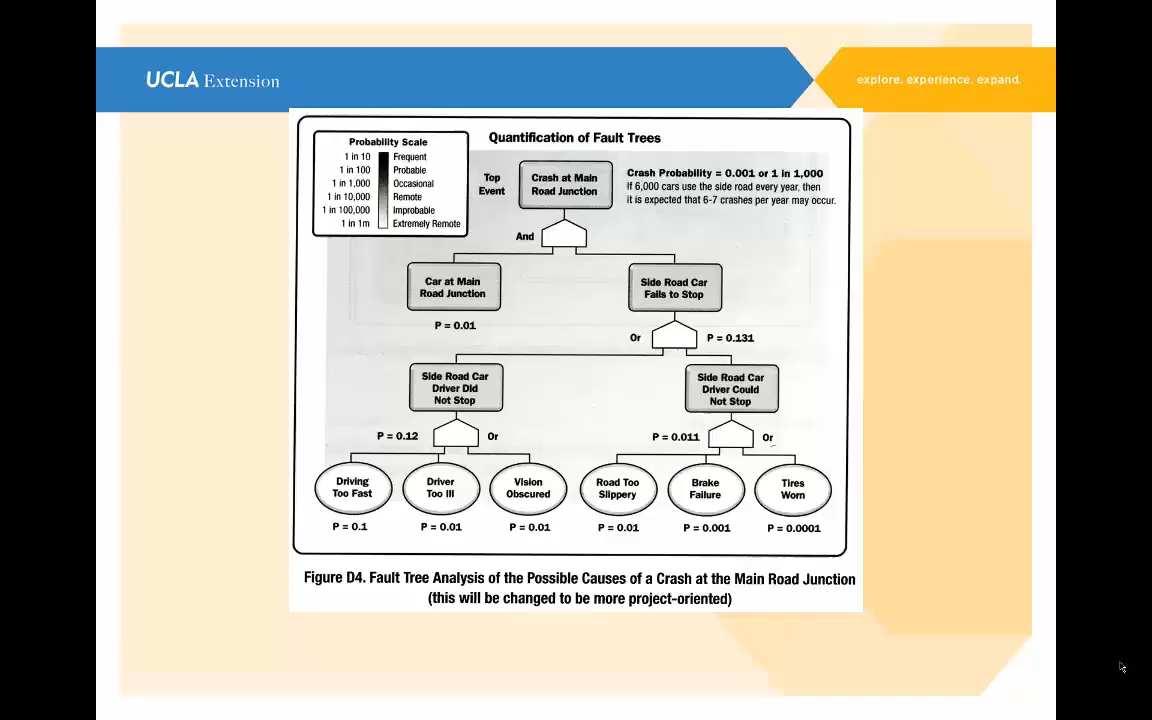 UCLA Extension
explore. experience. expand.
Quantification of Fault Trees
Probability Scale
1 in 10 Frequent
1 in 100 Probable
1 in 1,000 Occasional
1 in 10,000 Remote
1 in 100,000 Improbable
1 in 1m Extremely Remote
Top
Event
Crash at Main
Road Junction
Crash Probability = 0.001 or 1 in 1,000
If 6,000 cars use the side road every year, then
it is expected that 6-7 crashes per year may occur.
And
Car at Main
Road Junction
P = 0.01
Side Road Car
Fails to Stop
Or
P = 0.131
Side Road Car
Driver Did
Not Stop
P = 0.12
Or
Side Road Car
Driver Could
Not Stop
P = 0.011
Or
Driving
Too Fast
P = 0.1
Driver
Too Ill
P = 0.01
Vision
Obscured
P = 0.01
Road Too
Slippery
P = 0.01
Brake
Failure
P = 0.001
Tires
Worn
P = 0.0001
Figure D4. Fault Tree Analysis of the Possible Causes of a Crash at the Main Road Junction
(this will be changed to be more project-oriented)